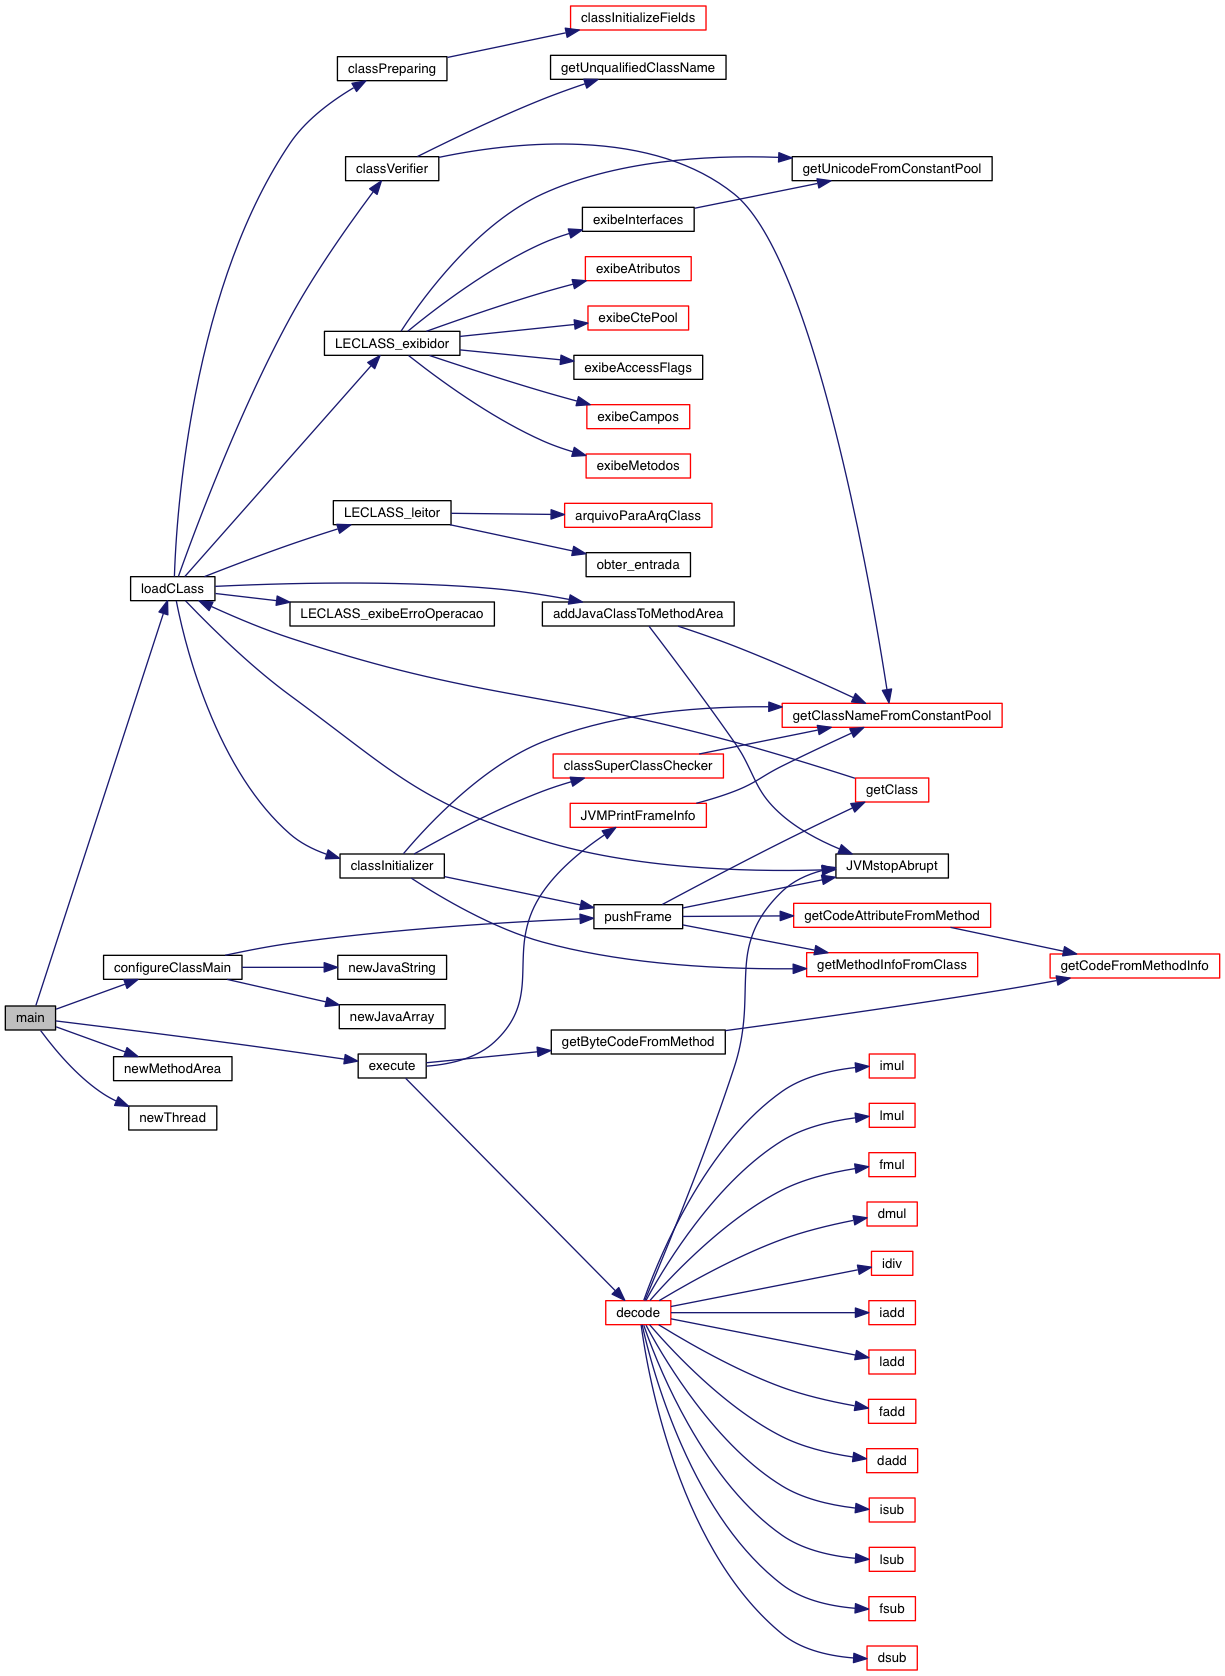 classInitializeFields
classPreparing
getUnqualifiedClassName
classVerifier
getUnicodeFromConstantPool
exibeInterfaces
exibeAtributos
exibeCtePool
LECLASS_exibidor
exibeAccessFlags
exibeCampos
exibeMetodos
LECLASS_leitor
arquivoParaArqClass
obter_entrada
loadCLass
LECLASS_exibeErroOperacao
addJavaClassToMethodArea
getClassNameFromConstantPool
classSuperClassChecker
getClass
JVMPrintFrameInfo
classInitializer
JVMstopAbrupt
pushFrame
getCodeAttributeFromMethod
configureClassMain
newJavaString
getMethodInfoFromClass
getCodeFromMethodInfo
main
newJavaArray
getByteCodeFromMethod
newMethodArea
execute
imul
newThread
lmul
fmul
dmul
idiv
decode
iadd
ladd
fadd
dadd
isub
lsub
fsub
dsub